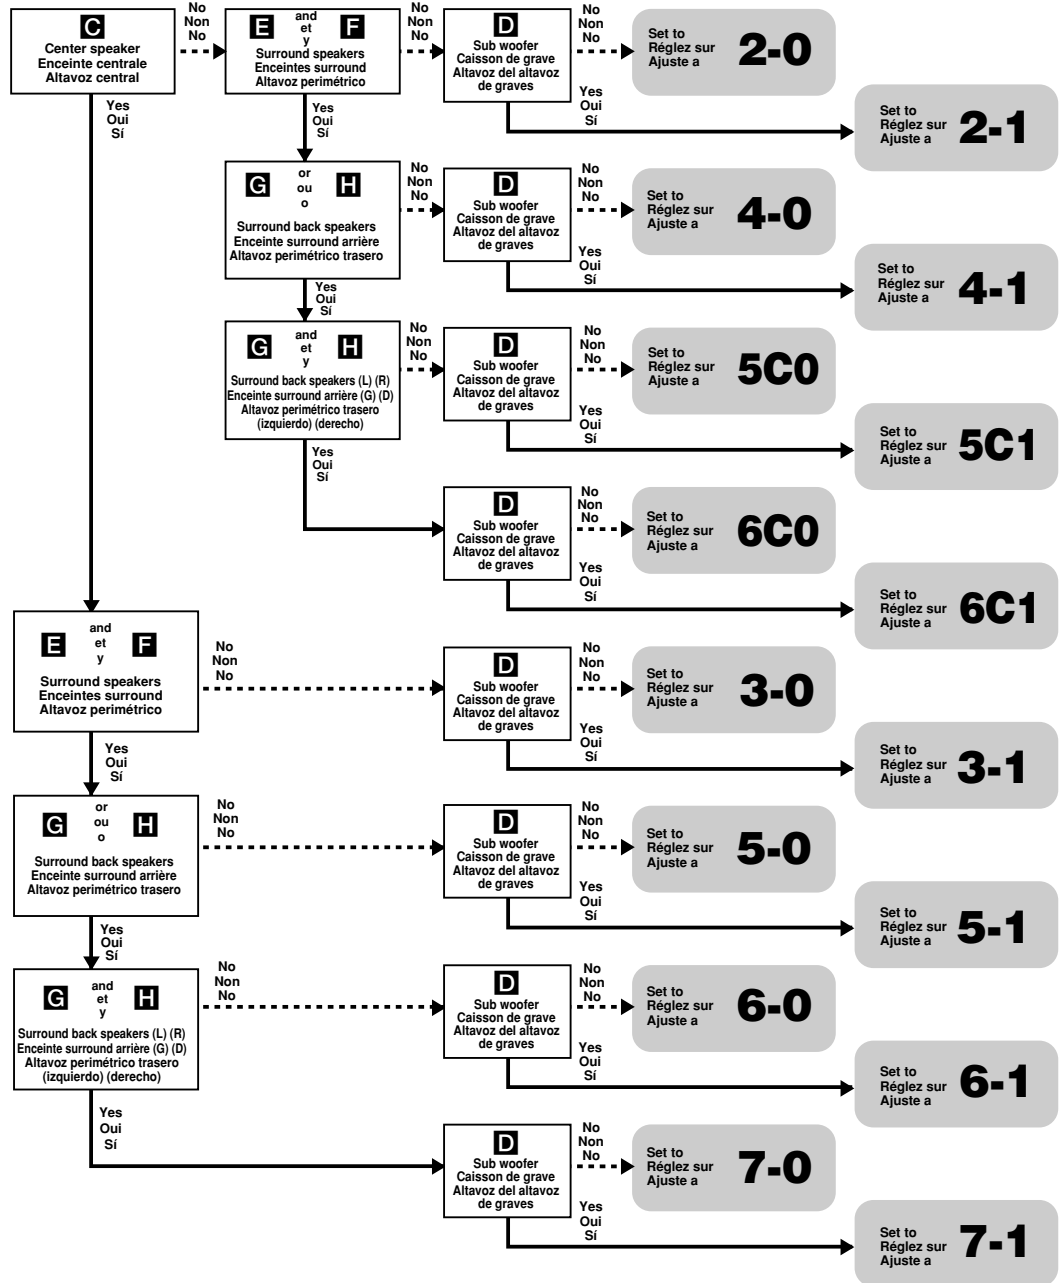 C
Center speaker
Enceinte centrale
Altavoz central
No
Non
No
E and F
et
y
Surround speakers
Enceintes surround
Altavoz perimétrico
No
Non
No
D
Sub woofer
Caisson de grave
Altavoz del altavoz
de graves
No
Non
No
Set to
Réglez sur
Ajuste a
2-0
Yes
Oui
Sí
Set to
Réglez sur
Ajuste a
2-1
Yes
Oui
Sí
Yes
Oui
Sí
G or H
ou
o
Surround back speakers
Enceinte surround arrière
Altavoz perimétrico trasero
No
Non
No
D
Sub woofer
Caisson de grave
Altavoz del altavoz
de graves
No
Non
No
Set to
Réglez sur
Ajuste a
4-0
Yes
Oui
Sí
Set to
Réglez sur
Ajuste a
4-1
Yes
Oui
Sí
G and H
et
y
Surround back speakers (L) (R)
Enceinte surround arrière (G) (D)
Altavoz perimétrico trasero
(izquierdo) (derecho)
No
Non
No
D
Sub woofer
Caisson de grave
Altavoz del altavoz
de graves
No
Non
No
Set to
Réglez sur
Ajuste a
5C0
Yes
Oui
Sí
Set to
Réglez sur
Ajuste a
5C1
Yes
Oui
Sí
D
Sub woofer
Caisson de grave
Altavoz del altavoz
de graves
No
Non
No
Set to
Réglez sur
Ajuste a
6C0
Yes
Oui
Sí
Set to
Réglez sur
Ajuste a
6C1
E and F
et
y
Surround speakers
Enceintes surround
Altavoz perimétrico
No
Non
No
D
Sub woofer
Caisson de grave
Altavoz del altavoz
de graves
No
Non
No
Set to
Réglez sur
Ajuste a
3-0
Yes
Oui
Sí
Set to
Réglez sur
Ajuste a
3-1
Yes
Oui
Sí
G or H
ou
o
Surround back speakers
Enceinte surround arrière
Altavoz perimétrico trasero
No
Non
No
D
Sub woofer
Caisson de grave
Altavoz del altavoz
de graves
No
Non
No
Set to
Réglez sur
Ajuste a
5-0
Yes
Oui
Sí
Set to
Réglez sur
Ajuste a
5-1
Yes
Oui
Sí
G and H
et
y
Surround back speakers (L) (R)
Enceinte surround arrière (G) (D)
Altavoz perimétrico trasero
(izquierdo) (derecho)
No
Non
No
D
Sub woofer
Caisson de grave
Altavoz del altavoz
de graves
No
Non
No
Set to
Réglez sur
Ajuste a
6-0
Yes
Oui
Sí
Set to
Réglez sur
Ajuste a
6-1
Yes
Oui
Sí
D
Sub woofer
Caisson de grave
Altavoz del altavoz
de graves
No
Non
No
Set to
Réglez sur
Ajuste a
7-0
Yes
Oui
Sí
Set to
Réglez sur
Ajuste a
7-1